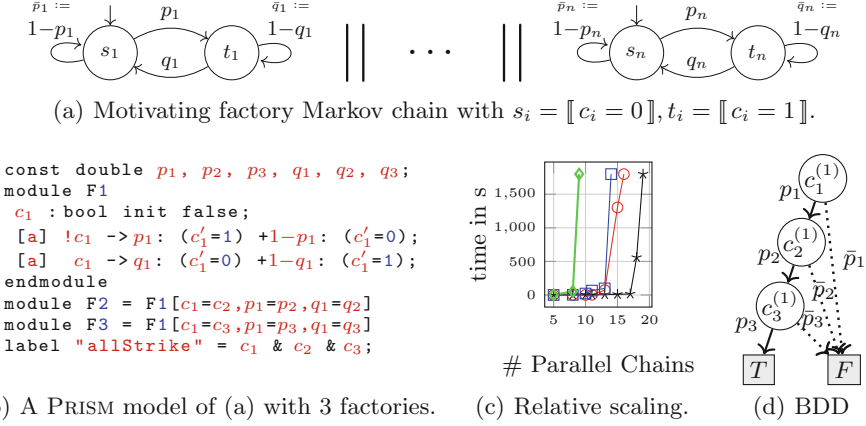 p̄₁ := p₁ q̄₁ := p̄ₙ := pₙ q̄ₙ :=
1−p₁ s₁ t₁ 1−q₁ · · · 1−pₙ sₙ tₙ 1−qₙ
q₁ qₙ
(a) Motivating factory Markov chain with sᵢ = ⟦ cᵢ = 0 ⟧, tᵢ = ⟦ cᵢ = 1 ⟧.
const double p₁, p₂, p₃, q₁, q₂, q₃;
module F1
c₁ : bool init false;
[a] !c₁ -> p₁: (c₁'=1) +1-p₁: (c₁'=0);
[a] c₁ -> q₁: (c₁'=0) +1-q₁: (c₁'=1);
endmodule
module F2 = F1[c₁=c₂,p₁=p₂,q₁=q₂]
module F3 = F1[c₁=c₃,p₁=p₃,q₁=q₃]
label "allStrike" = c₁ & c₂ & c₃;
) A PRISM model of (a) with 3 factories.
time in s
1,500
1,000
500
0
5 10 15 20
# Parallel Chains
(c) Relative scaling.
c₁⁽¹⁾
p₁
c₂⁽¹⁾ p̄₁
p₂ p̄₂
c₃⁽¹⁾
p₃ p̄₃
T F
(d) BDD